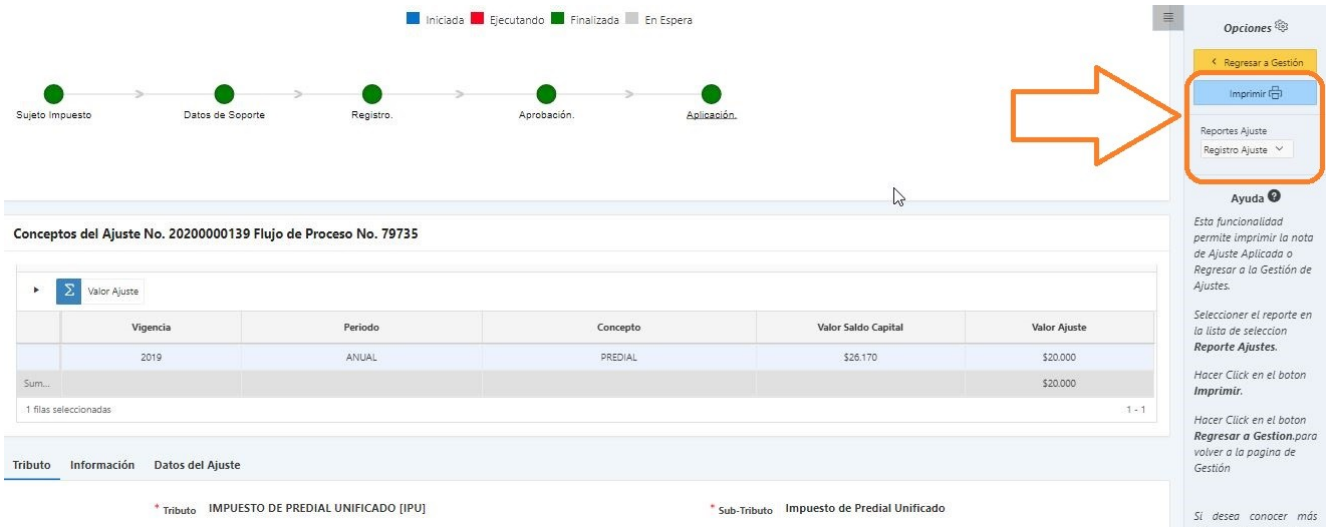 Iniciada Ejecutando Finalizada En Espera
Sujeto Impuesto > Datos de Soporte > Registro. > Aprobación. > Aplicación.
Conceptos del Ajuste No. 20200000139 Flujo de Proceso No. 79735
Σ Valor Ajuste
Vigencia Periodo Concepto Valor Saldo Capital Valor Ajuste
2019 ANUAL PREDIAL $26.170 $20.000
Sum... $20.000
1 filas seleccionadas 1 - 1
Tributo Información Datos del Ajuste
* Tributo IMPUESTO DE PREDIAL UNIFICADO [IPU] * Sub-Tributo Impuesto de Predial Unificado
Opciones
< Regresar a Gestión
Imprimir
Reportes Ajuste
Registro Ajuste
Ayuda ?
Esta funcionalidad
permite imprimir la nota
de Ajuste Aplicada o
Regresar a la Gestión de
Ajustes.
Seleccioner el reporte en
la lista de seleccion
Reporte Ajustes.
Hacer Click en el boton
Imprimir.
Hacer Click en el boton
Regresar a Gestion.para
volver a la pagina de
Gestión
Si desea conocer más